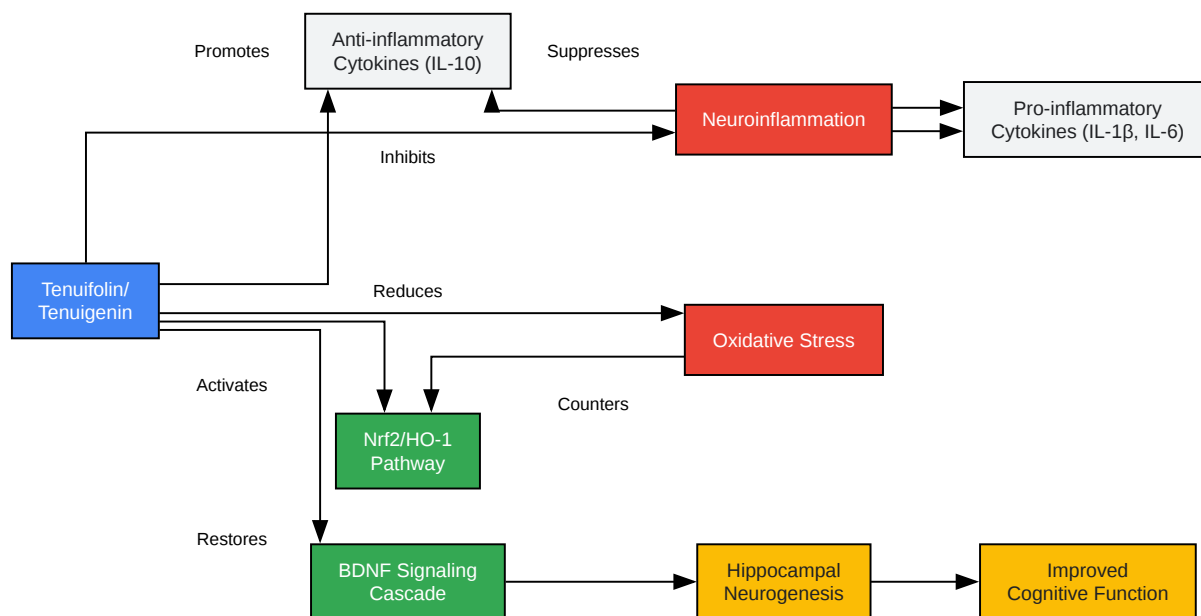 Promotes
Anti-inflammatory
Cytokines (IL-10)
Suppresses
Neuroinflammation
Pro-inflammatory
Cytokines (IL-1β, IL-6)
Inhibits
Tenuifolin/
Tenuigenin
Reduces
Oxidative Stress
Activates
Counters
Nrf2/HO-1
Pathway
Restores
BDNF Signaling
Cascade
Hippocampal
Neurogenesis
Improved
Cognitive Function